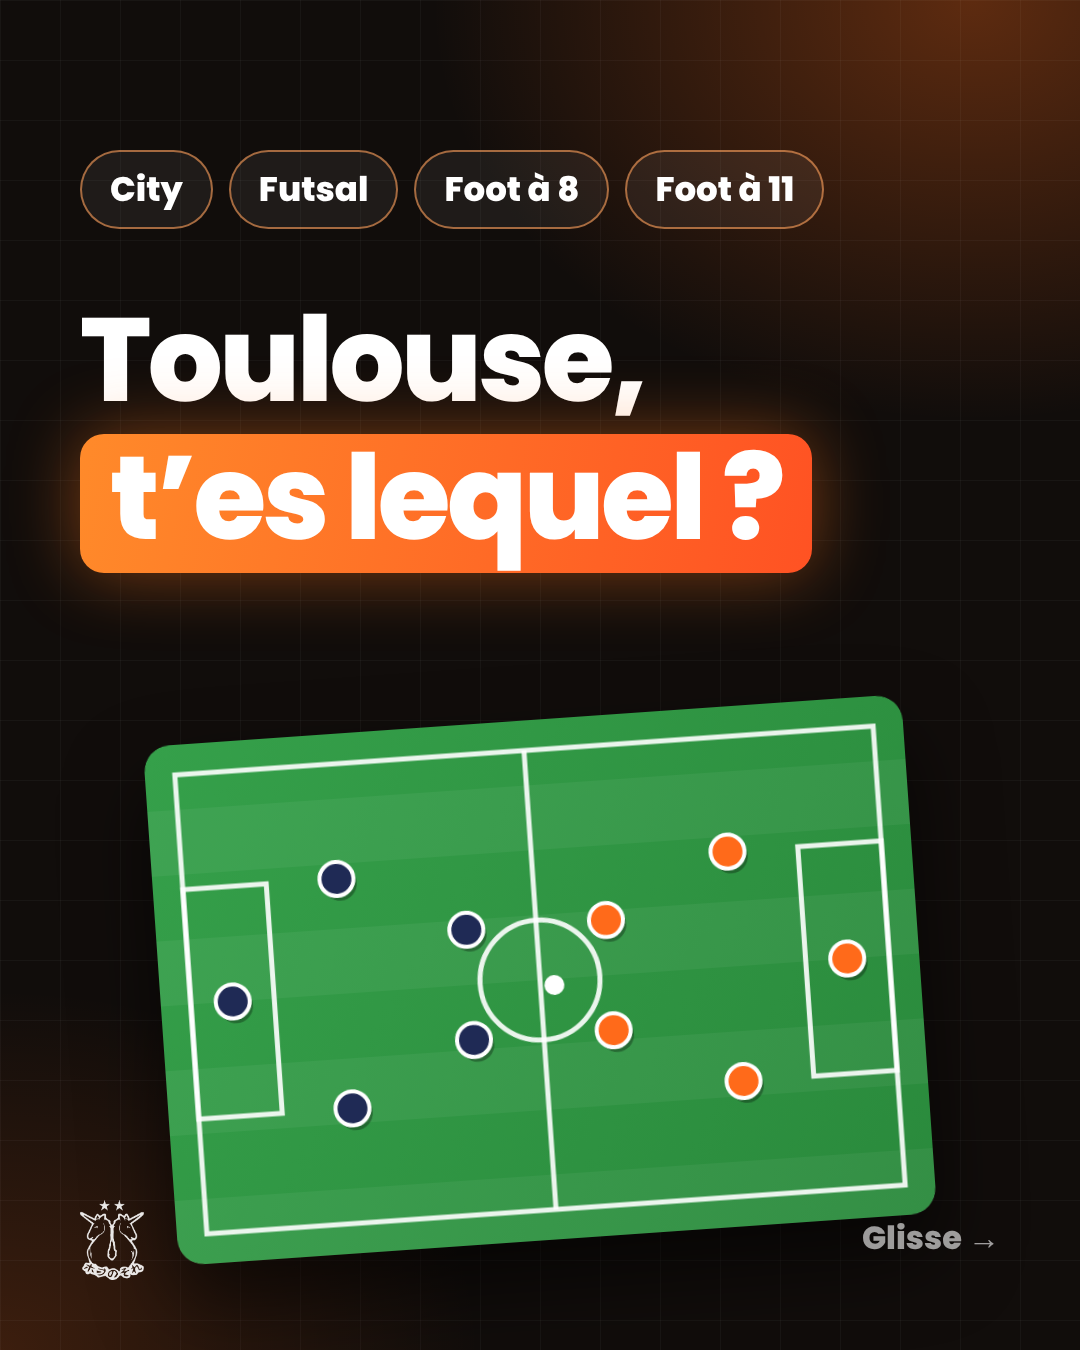 City
Futsal
Foot à 8
Foot à 11
Toulouse,
t’es lequel ?
Glisse →